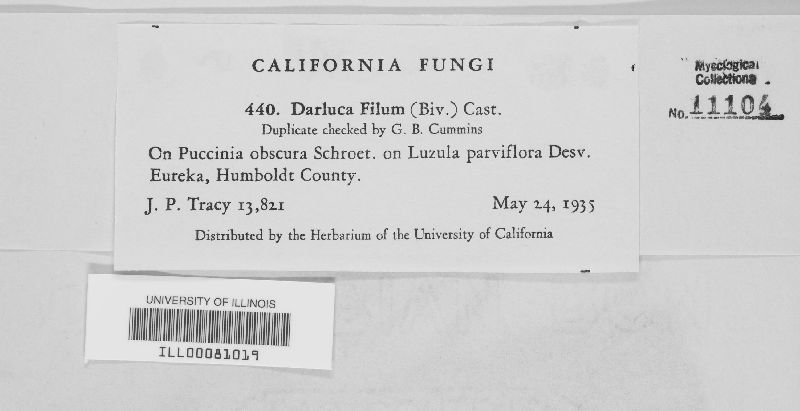 CALIFORNIA FUNGI
440. Darluca Filum (Biv.) Cast.
Duplicate checked by G. B. Cummins
On Puccinia obscura Schroet. on Luzula parviflora Desv.
Eureka, Humboldt County.
J. P. Tracy 13,821 May 24, 1935
Distributed by the Herbarium of the University of California
Mycological
Collections
No. 11104
UNIVERSITY OF ILLINOIS
ILL00081019